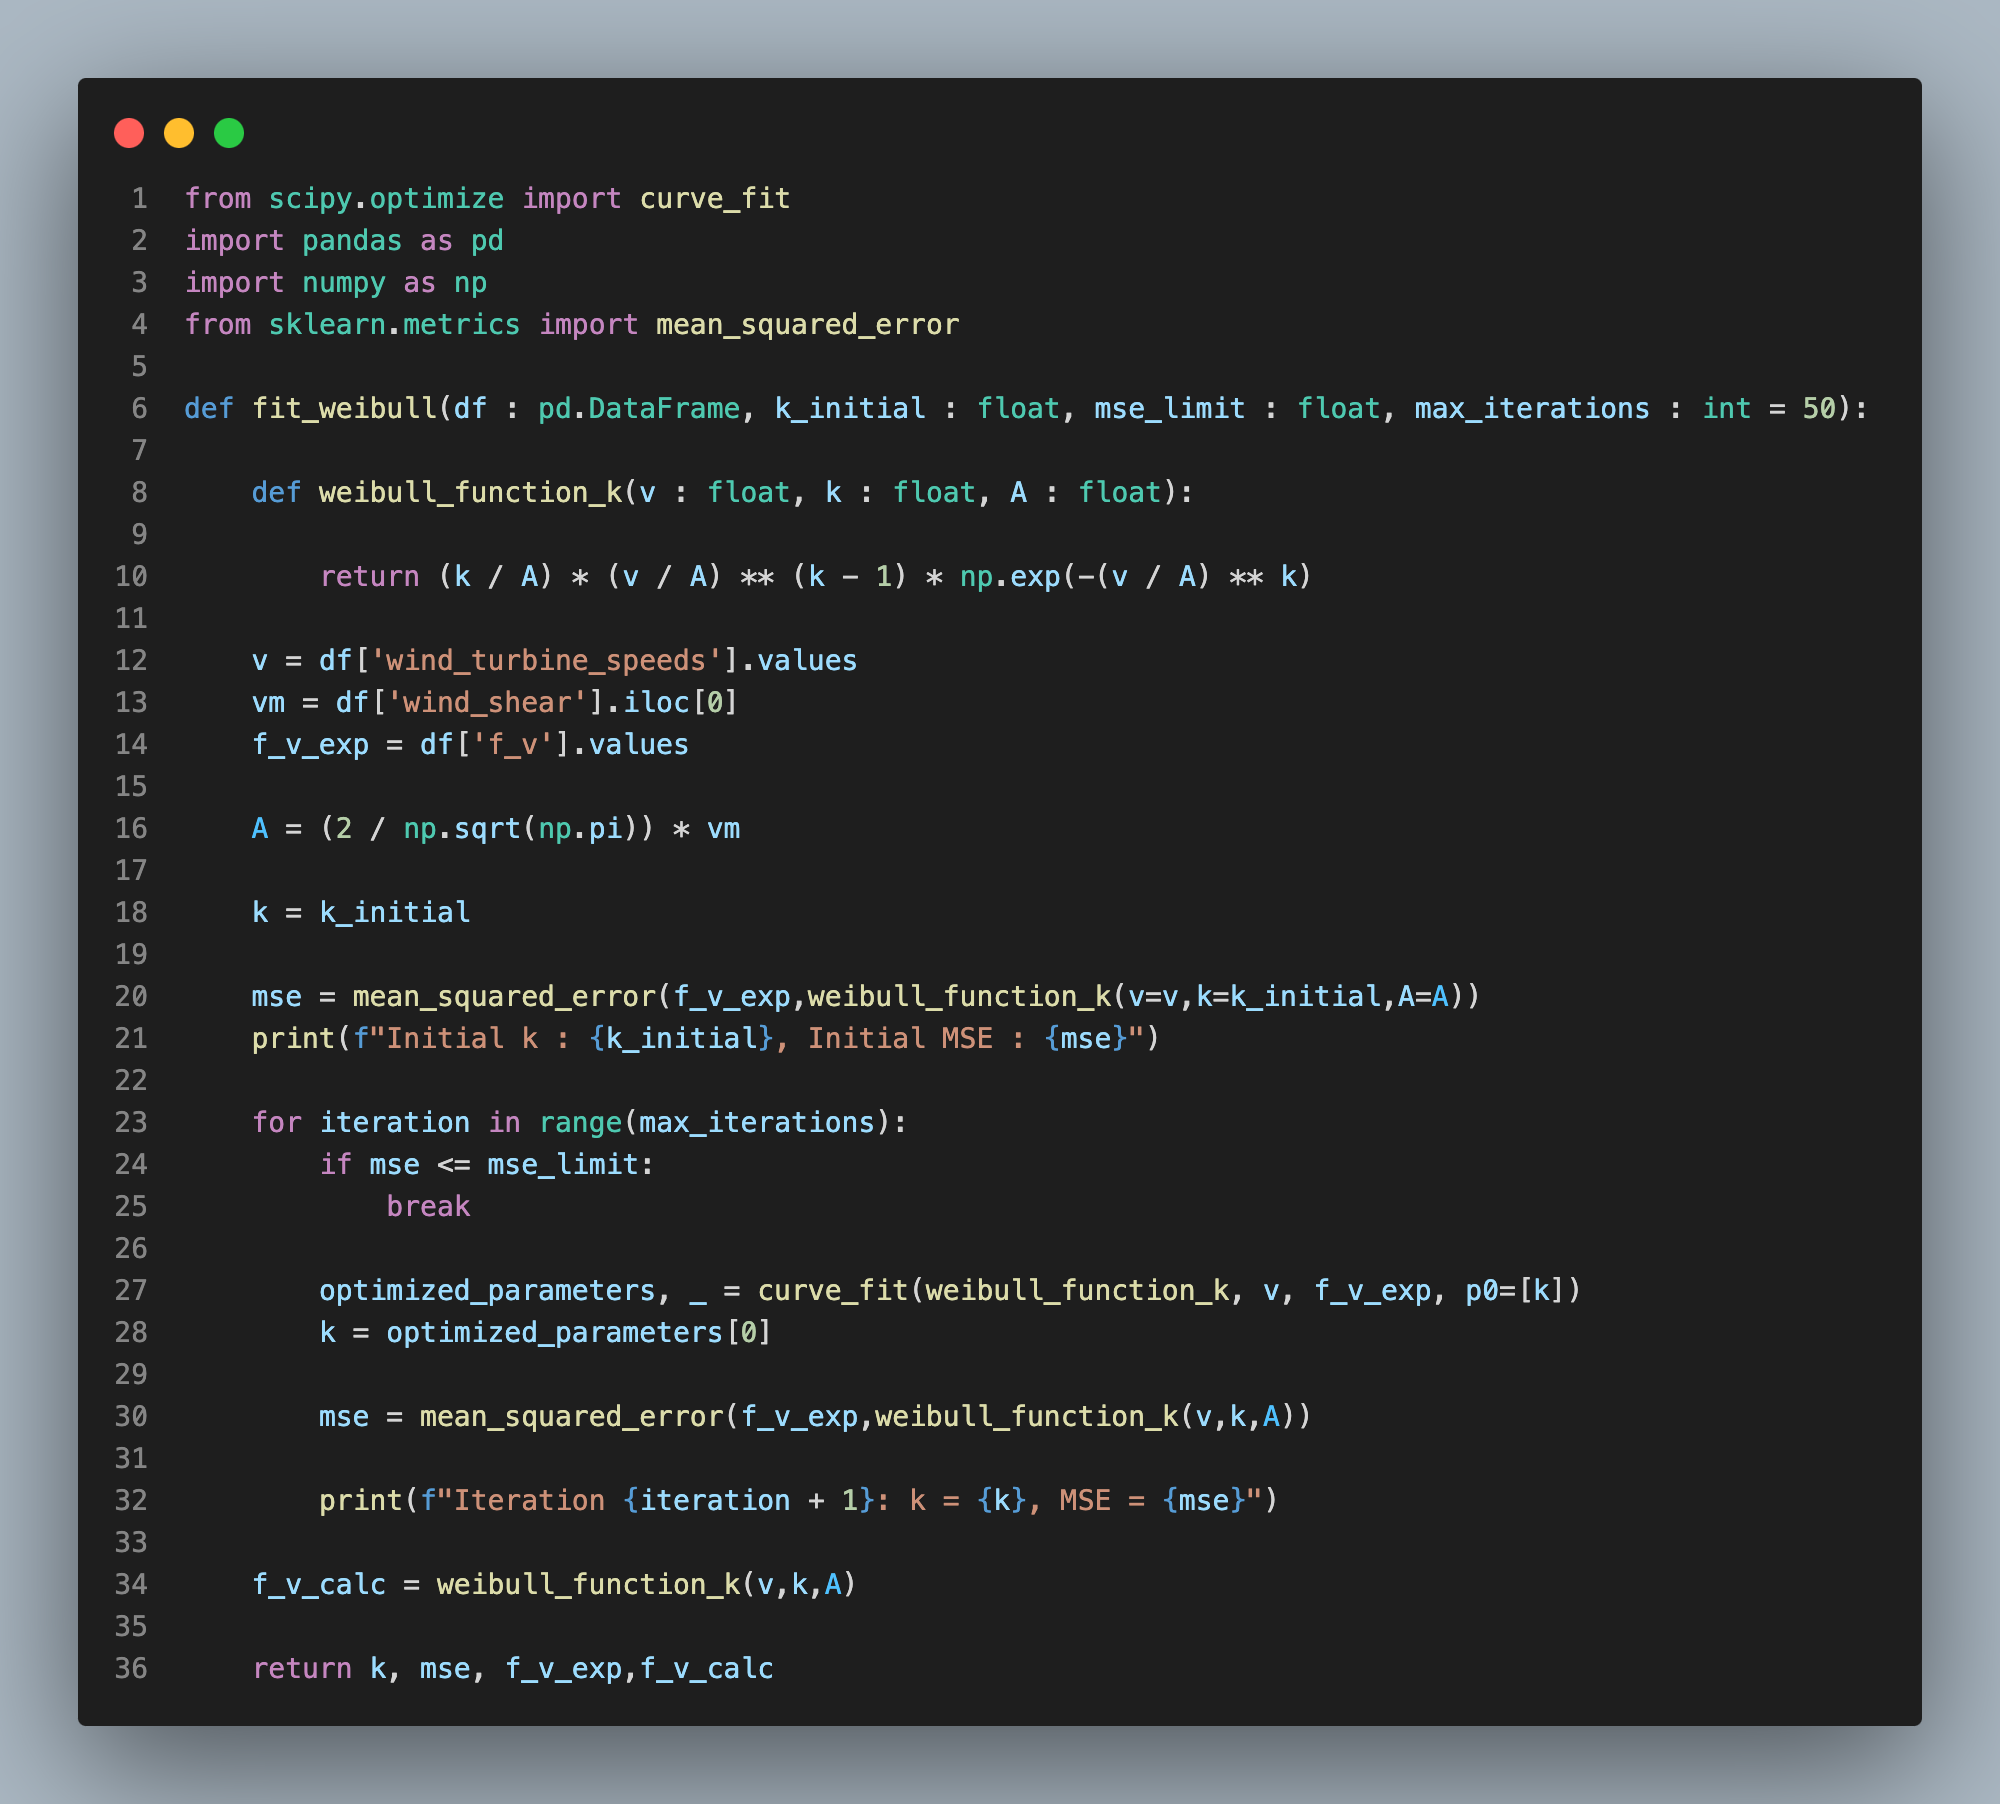 1 from scipy.optimize import curve_fit
2 import pandas as pd
3 import numpy as np
4 from sklearn.metrics import mean_squared_error
5
6 def fit_weibull(df : pd.DataFrame, k_initial : float, mse_limit : float, max_iterations : int = 50):
7
8     def weibull_function_k(v : float, k : float, A : float):
9
10         return (k / A) * (v / A) ** (k - 1) * np.exp(-(v / A) ** k)
11
12     v = df['wind_turbine_speeds'].values
13     vm = df['wind_shear'].iloc[0]
14     f_v_exp = df['f_v'].values
15
16     A = (2 / np.sqrt(np.pi)) * vm
17
18     k = k_initial
19
20     mse = mean_squared_error(f_v_exp,weibull_function_k(v=v,k=k_initial,A=A))
21     print(f"Initial k : {k_initial}, Initial MSE : {mse}")
22
23     for iteration in range(max_iterations):
24         if mse <= mse_limit:
25             break
26
27         optimized_parameters, _ = curve_fit(weibull_function_k, v, f_v_exp, p0=[k])
28         k = optimized_parameters[0]
29
30         mse = mean_squared_error(f_v_exp,weibull_function_k(v,k,A))
31
32         print(f"Iteration {iteration + 1}: k = {k}, MSE = {mse}")
33
34     f_v_calc = weibull_function_k(v,k,A)
35
36     return k, mse, f_v_exp,f_v_calc